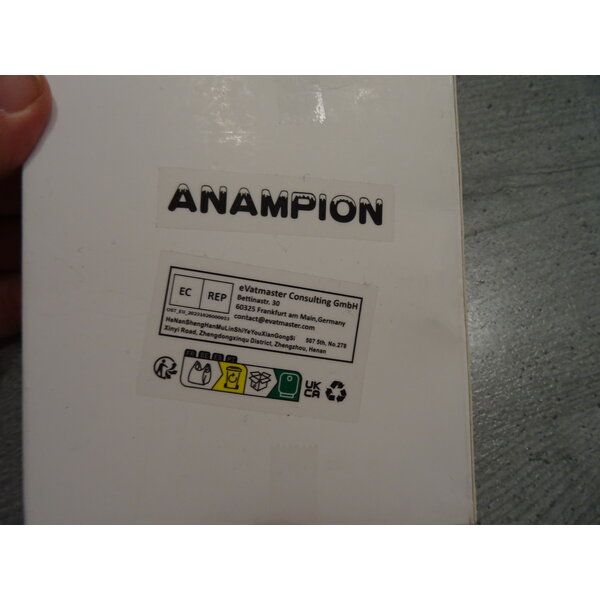 ANAMPION
EC REP
eVatmaster Consulting GmbH
Bettinastr. 30
60325 Frankfurt am Main,Germany
contact@evatmaster.com
HeNanShengHanMuLinShiYeYouXianGongSi 507 5th, No.278
Xinyi Road, Zhengdongxinqu District, Zhengzhou, Henan
UK
CA